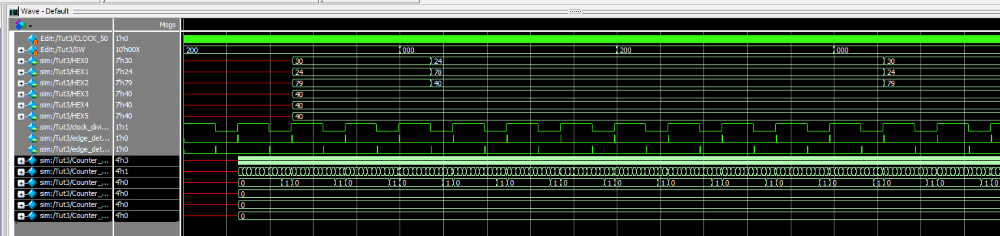 Wave - Default
Msgs
Edit:/Tut3/CLOCK_50 1'h0
Edit:/Tut3/SW 10'h00X 200 000 200 000
sim:/Tut3/HEX0 7'h30 30 24 30
sim:/Tut3/HEX1 7'h24 24 78 24
sim:/Tut3/HEX2 7'h79 79 40 79
sim:/Tut3/HEX3 7'h40 40
sim:/Tut3/HEX4 7'h40 40
sim:/Tut3/HEX5 7'h40 40
sim:/Tut3/clock_divi... 1'h1
sim:/Tut3/edge_det... 1'h0
sim:/Tut3/edge_det... 1'h0
sim:/Tut3/Counter_... 4'h3
sim:/Tut3/Counter_... 4'h1
sim:/Tut3/Counter_... 4'h0 0 1 0 1 0 1 0 1 0 1 0 1 0 1 0 1 0 1 0 1 0 1 0 1 0 1 0 1 0
sim:/Tut3/Counter_... 4'h0 0
sim:/Tut3/Counter_... 4'h0 0
sim:/Tut3/Counter_... 4'h0 0